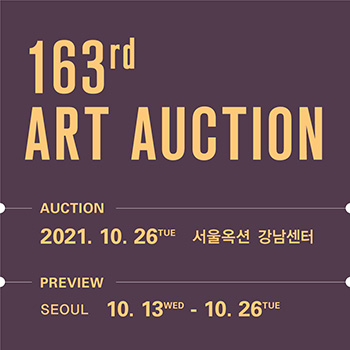 163rd
ART AUCTION
AUCTION
2021. 10. 26TUE 서울옥션 강남센터
PREVIEW
SEOUL 10. 13WED - 10. 26TUE